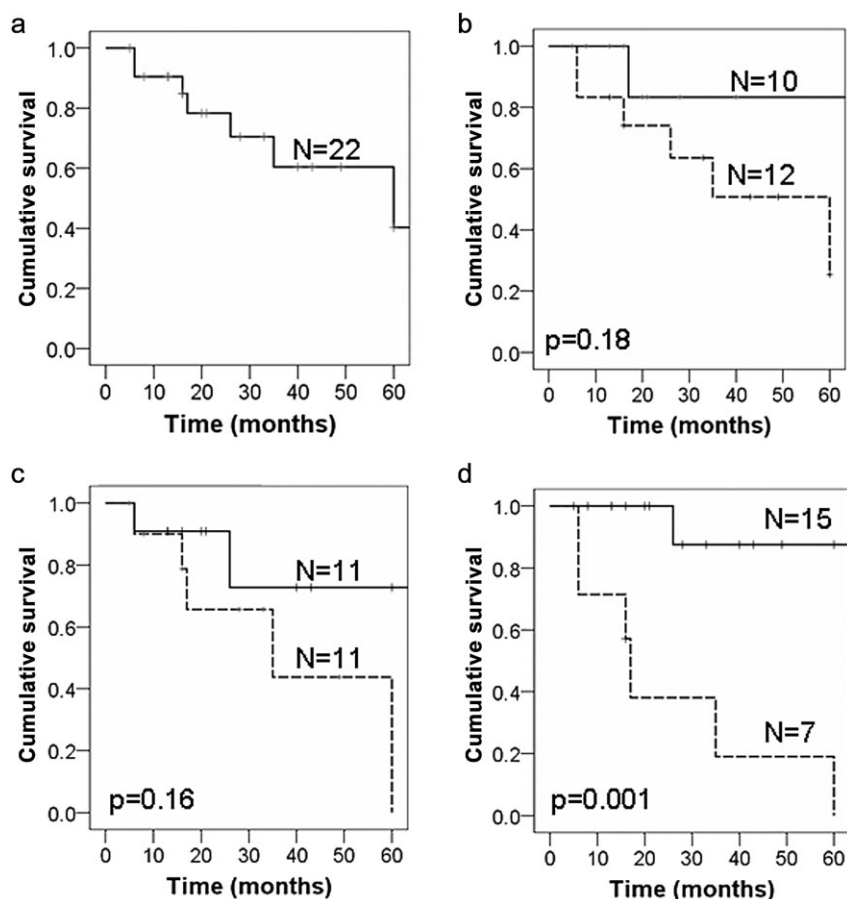 a
Cumulative survival
1.0
0.8
0.6
0.4
0.2
0.0
N=22
0 10 20 30 40 50 60
Time (months)
b
Cumulative survival
1.0
0.8
0.6
0.4
0.2
0.0
N=10
N=12
p=0.18
0 10 20 30 40 50 60
Time (months)
c
Cumulative survival
1.0
0.8
0.6
0.4
0.2
0.0
N=11
N=11
p=0.16
0 10 20 30 40 50 60
Time (months)
d
Cumulative survival
1.0
0.8
0.6
0.4
0.2
0.0
N=15
N=7
p=0.001
0 10 20 30 40 50 60
Time (months)